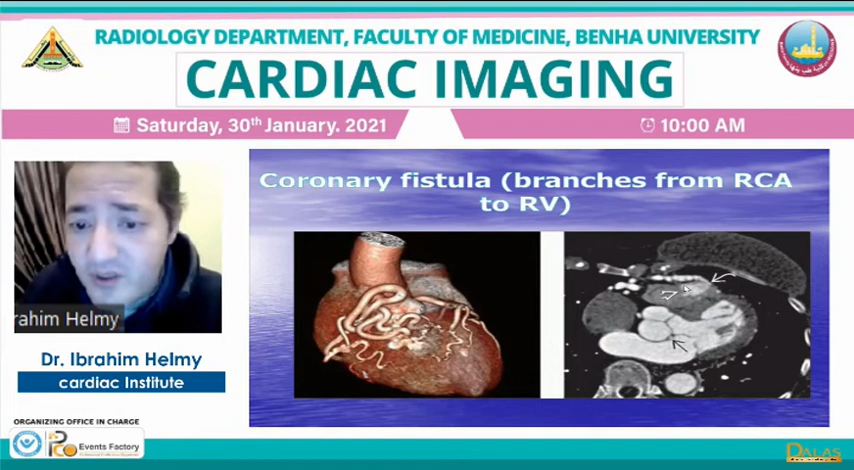 RADIOLOGY DEPARTMENT, FACULTY OF MEDICINE, BENHA UNIVERSITY
CARDIAC IMAGING
Saturday, 30th January. 2021
10:00 AM
Coronary fistula (branches from RCA
to RV)
rahim Helmy
Dr. Ibrahim Helmy
cardiac Institute
ORGANIZING OFFICE IN CHARGE
Events Factory
DALAS